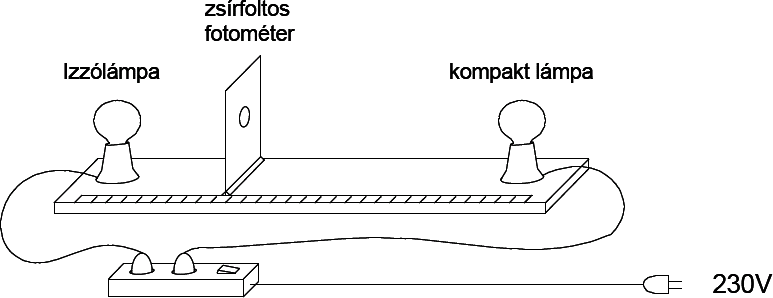 zsírfoltos
fotométer
Izzólámpa
kompakt lámpa
230V